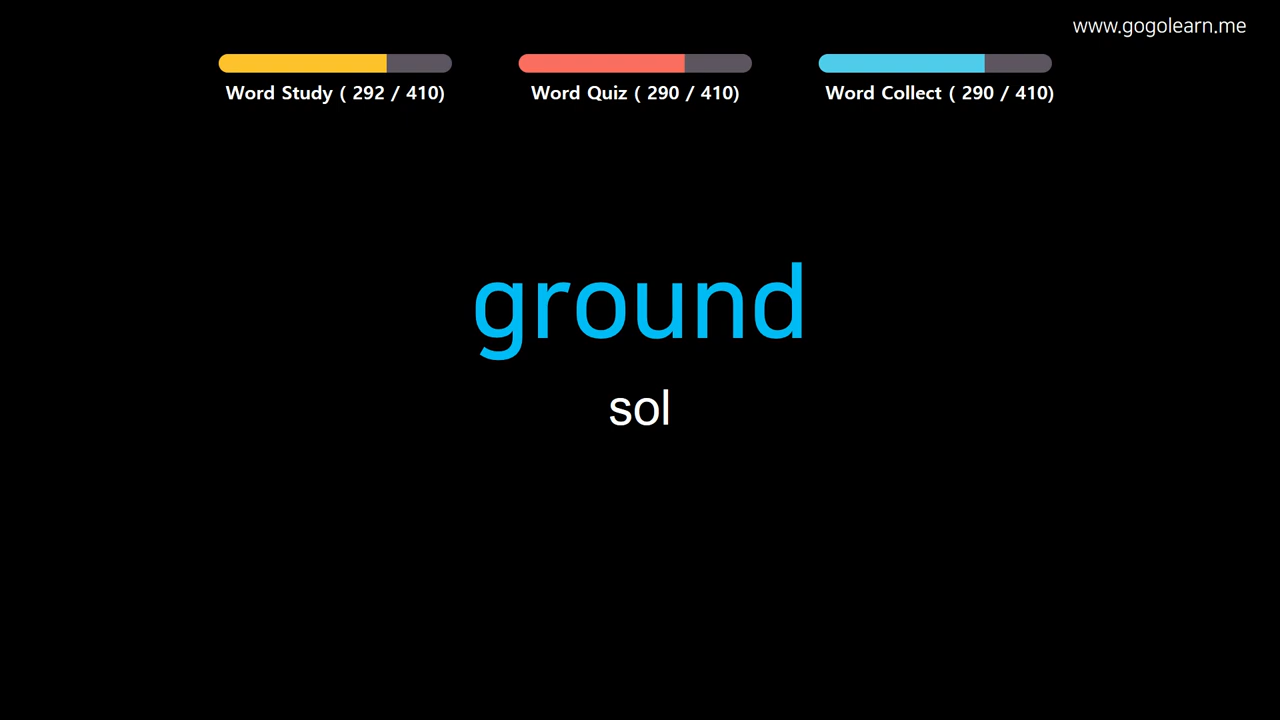 www.gogolearn.me
Word Study ( 292 / 410)
Word Quiz ( 290 / 410)
Word Collect ( 290 / 410)
ground
sol